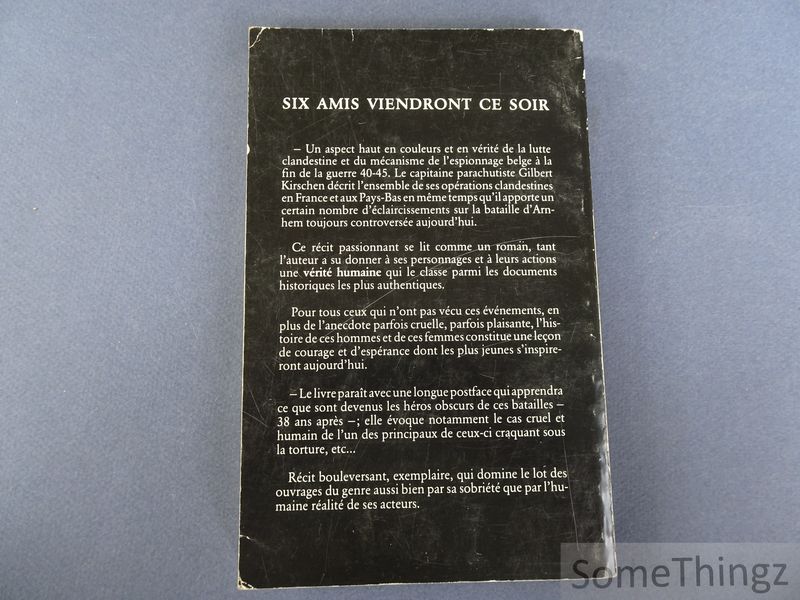 SIX AMIS VIENDRONT CE SOIR
– Un aspect haut en couleurs et en vérité de la lutte
clandestine et du mécanisme de l'espionnage belge à la
fin de la guerre 40-45. Le capitaine parachutiste Gilbert
Kirschen décrit l'ensemble de ses opérations clandestines
en France et aux Pays-Bas en même temps qu'il apporte un
certain nombre d'éclaircissements sur la bataille d'Arn-
hem toujours controversée aujourd'hui.
Ce récit passionnant se lit comme un roman, tant
l'auteur a su donner à ses personnages et à leurs actions
une vérité humaine qui le classe parmi les documents
historiques les plus authentiques.
Pour tous ceux qui n'ont pas vécu ces événements, en
plus de l'anecdote parfois cruelle, parfois plaisante, l'his-
toire de ces hommes et de ces femmes constitue une leçon
de courage et d'espérance dont les plus jeunes s'inspire-
ront aujourd'hui.
– Le livre paraît avec une longue postface qui apprendra
ce que sont devenus les héros obscurs de ces batailles –
38 ans après –; elle évoque notamment le cas cruel et
humain de l'un des principaux de ceux-ci craquant sous
la torture, etc...
Récit bouleversant, exemplaire, qui domine le lot des
ouvrages du genre aussi bien par sa sobriété que par l'hu-
maine réalité de ses acteurs.
SomeThingz